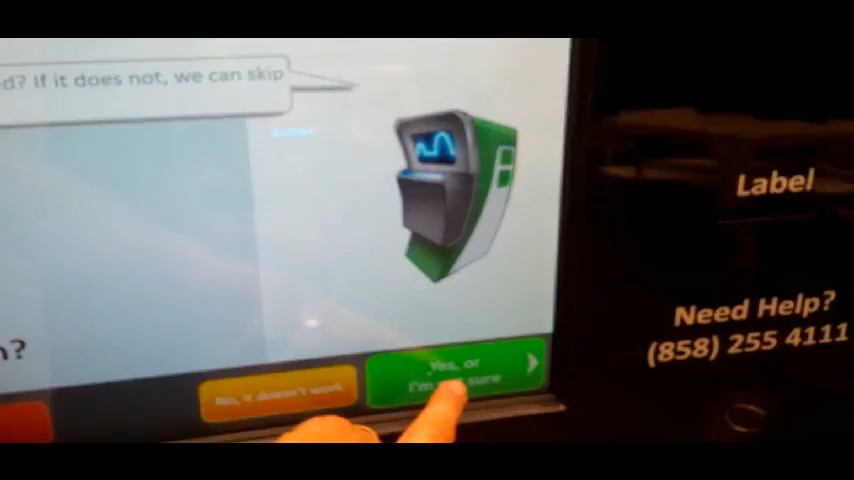 d? If it does not, we can skip
Label
Need Help?
(858) 255 4111
n?
No, it doesn't work
Yes, or
I'm not sure